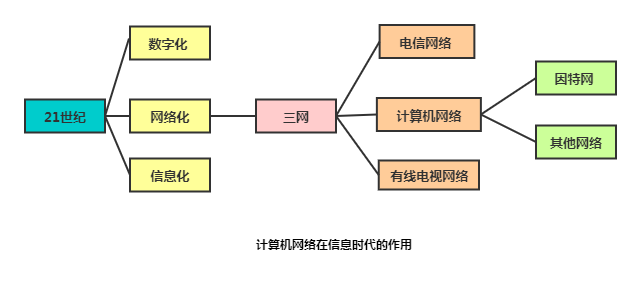 21世纪
数字化
网络化
信息化
三网
电信网络
计算机网络
有线电视网络
因特网
其他网络
计算机网络在信息时代的作用